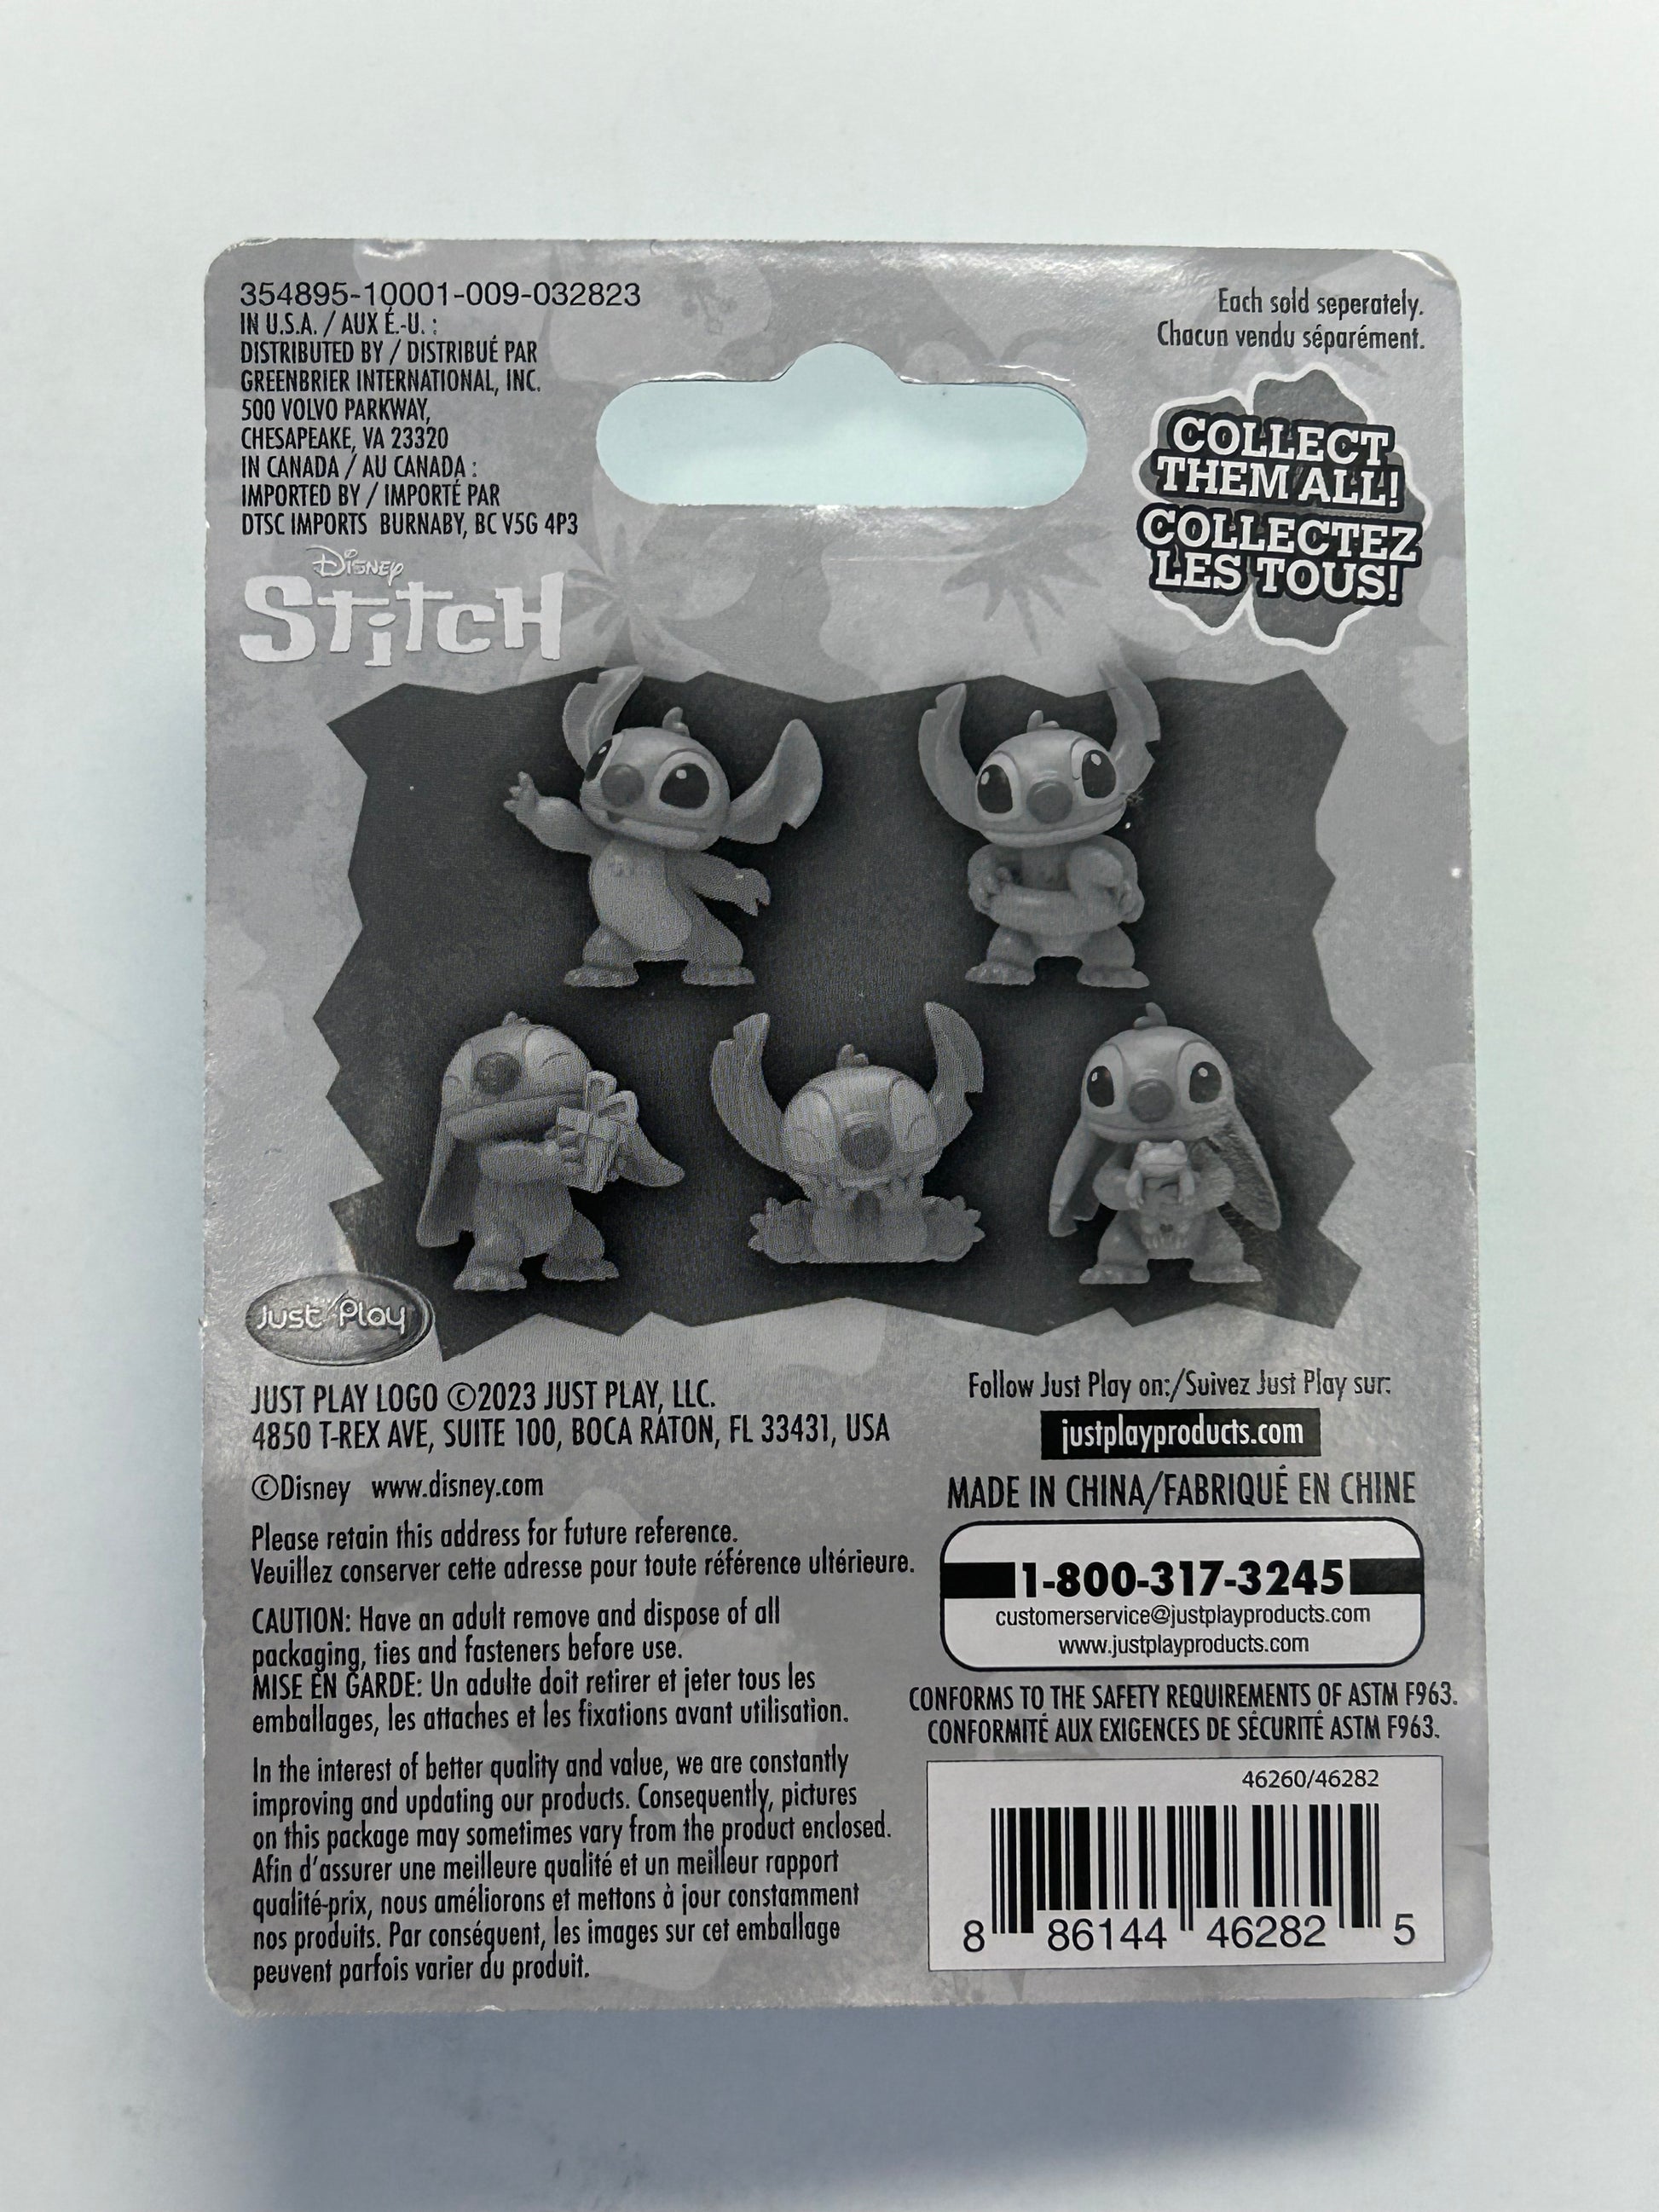 354895-10001-009-032823
IN U.S.A. / AUX É.-U. :
DISTRIBUTED BY / DISTRIBUÉ PAR
GREENBRIER INTERNATIONAL, INC.
500 VOLVO PARKWAY,
CHESAPEAKE, VA 23320
IN CANADA / AU CANADA :
IMPORTED BY / IMPORTÉ PAR
DTSC IMPORTS BURNABY, BC V5G 4P3
Each sold seperately.
Chacun vendu séparément.
COLLECT
THEM ALL!
COLLECTEZ
LES TOUS!
Disney
Stitch
Just Play
JUST PLAY LOGO ©2023 JUST PLAY, LLC.
4850 T-REX AVE, SUITE 100, BOCA RATON, FL 33431, USA
©Disney www.disney.com
Please retain this address for future reference.
Veuillez conserver cette adresse pour toute référence ultérieure.
CAUTION: Have an adult remove and dispose of all
packaging, ties and fasteners before use.
MISE EN GARDE: Un adulte doit retirer et jeter tous les
emballages, les attaches et les fixations avant utilisation.
In the interest of better quality and value, we are constantly
improving and updating our products. Consequently, pictures
on this package may sometimes vary from the product enclosed.
Afin d'assurer une meilleure qualité et un meilleur rapport
qualité-prix, nous améliorons et mettons à jour constamment
nos produits. Par conséquent, les images sur cet emballage
peuvent parfois varier du produit.
Follow Just Play on:/Suivez Just Play sur:
justplayproducts.com
MADE IN CHINA/FABRIQUÉ EN CHINE
1-800-317-3245
customerservice@justplayproducts.com
www.justplayproducts.com
CONFORMS TO THE SAFETY REQUIREMENTS OF ASTM F963.
CONFORMITÉ AUX EXIGENCES DE SÉCURITÉ ASTM F963.
46260/46282
8 86144 46282 5